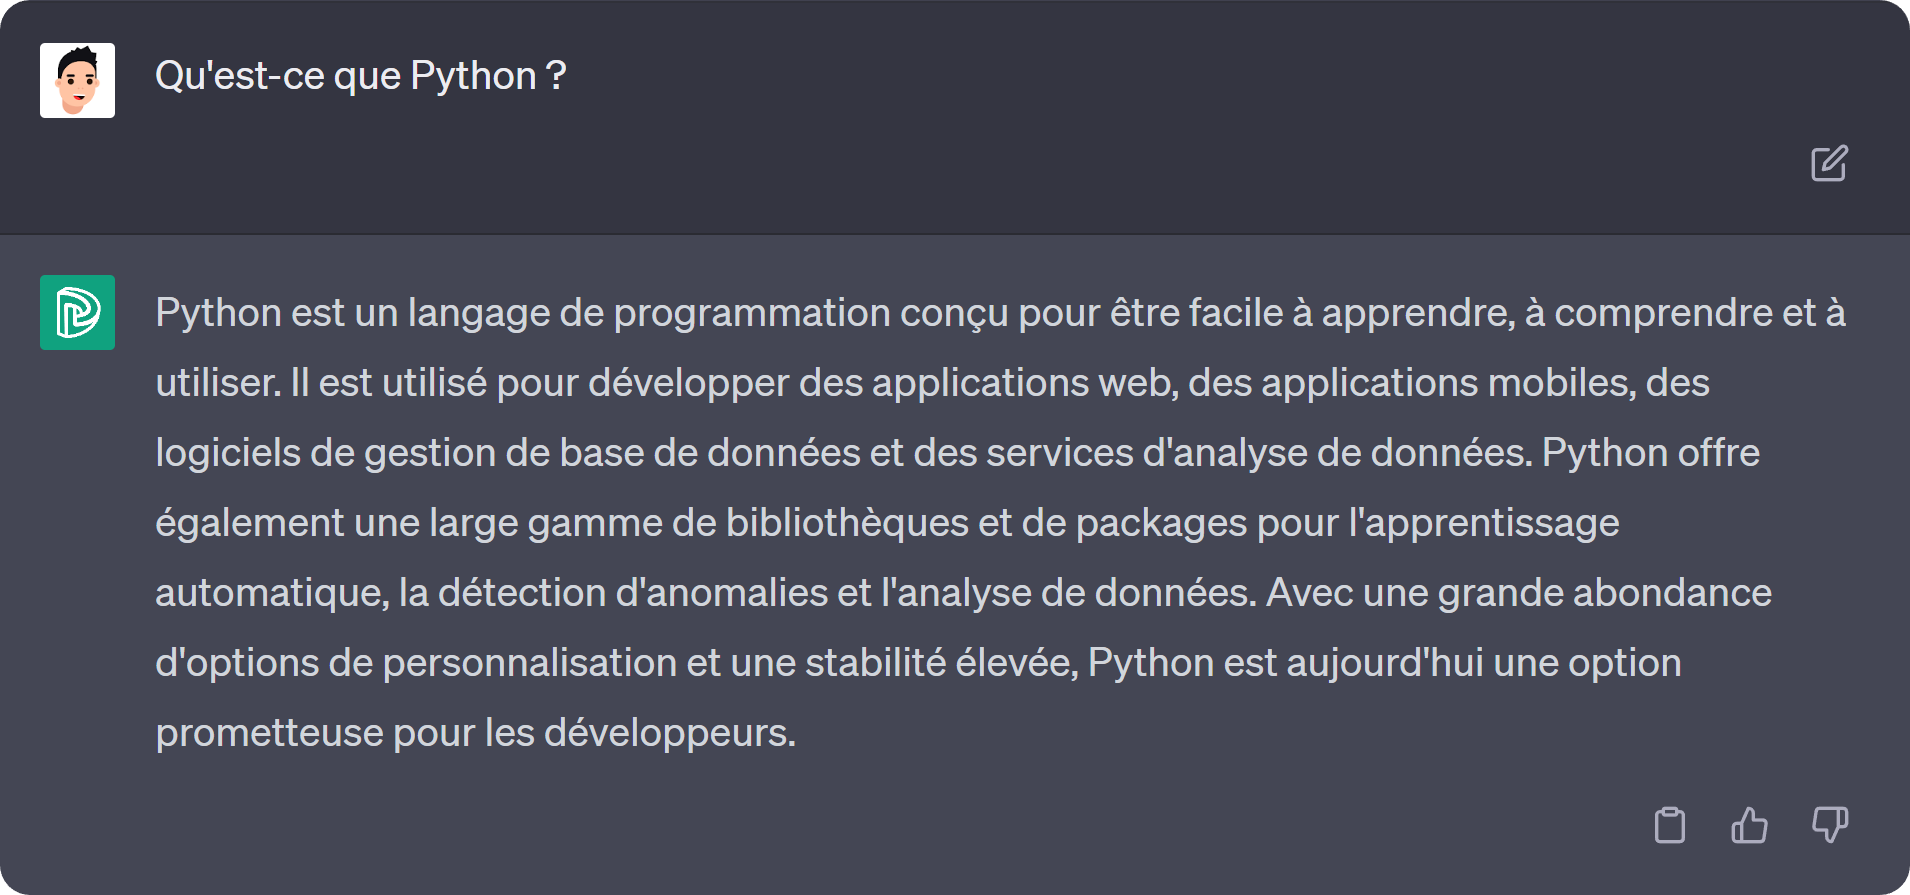 Qu'est-ce que Python ?
Python est un langage de programmation conçu pour être facile à apprendre, à comprendre et à
utiliser. Il est utilisé pour développer des applications web, des applications mobiles, des
logiciels de gestion de base de données et des services d'analyse de données. Python offre
également une large gamme de bibliothèques et de packages pour l'apprentissage
automatique, la détection d'anomalies et l'analyse de données. Avec une grande abondance
d'options de personnalisation et une stabilité élevée, Python est aujourd'hui une option
prometteuse pour les développeurs.